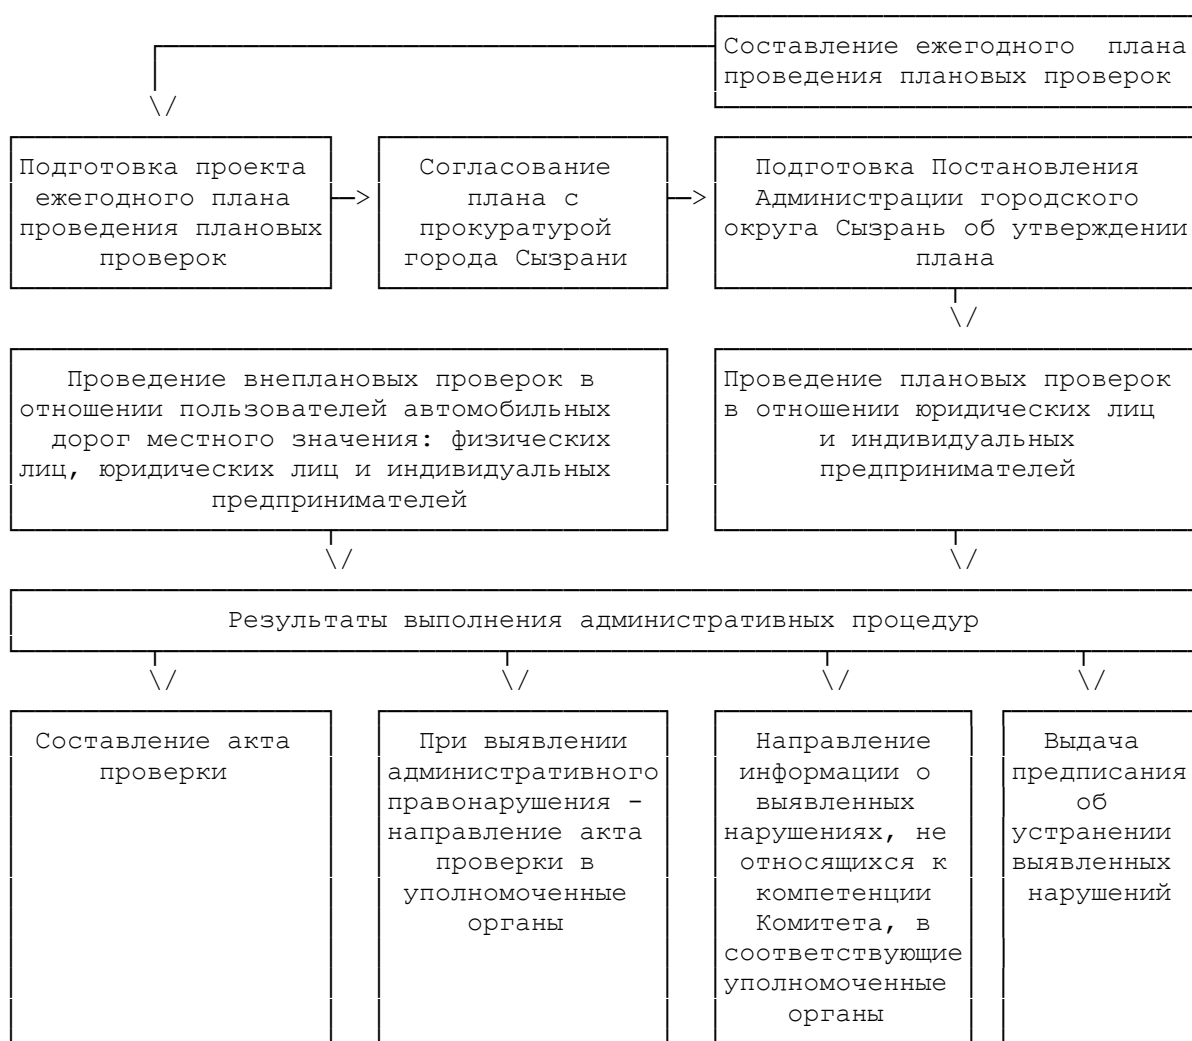 Составление ежегодного плана
проведения плановых проверок
Подготовка проекта
ежегодного плана
проведения плановых
проверок
Согласование
плана с
прокуратурой
города Сызрани
Подготовка Постановления
Администрации городского
округа Сызрань об утверждении
плана
Проведение внеплановых проверок в
отношении пользователей автомобильных
дорог местного значения: физических
лиц, юридических лиц и индивидуальных
предпринимателей
Проведение плановых проверок
в отношении юридических лиц
и индивидуальных
предпринимателей
Результаты выполнения административных процедур
Составление акта
проверки
При выявлении
административного
правонарушения -
направление акта
проверки в
уполномоченные
органы
Направление
информации о
выявленных
нарушениях, не
относящихся к
компетенции
Комитета, в
соответствующие
уполномоченные
органы
Выдача
предписания
об
устранении
выявленных
нарушений